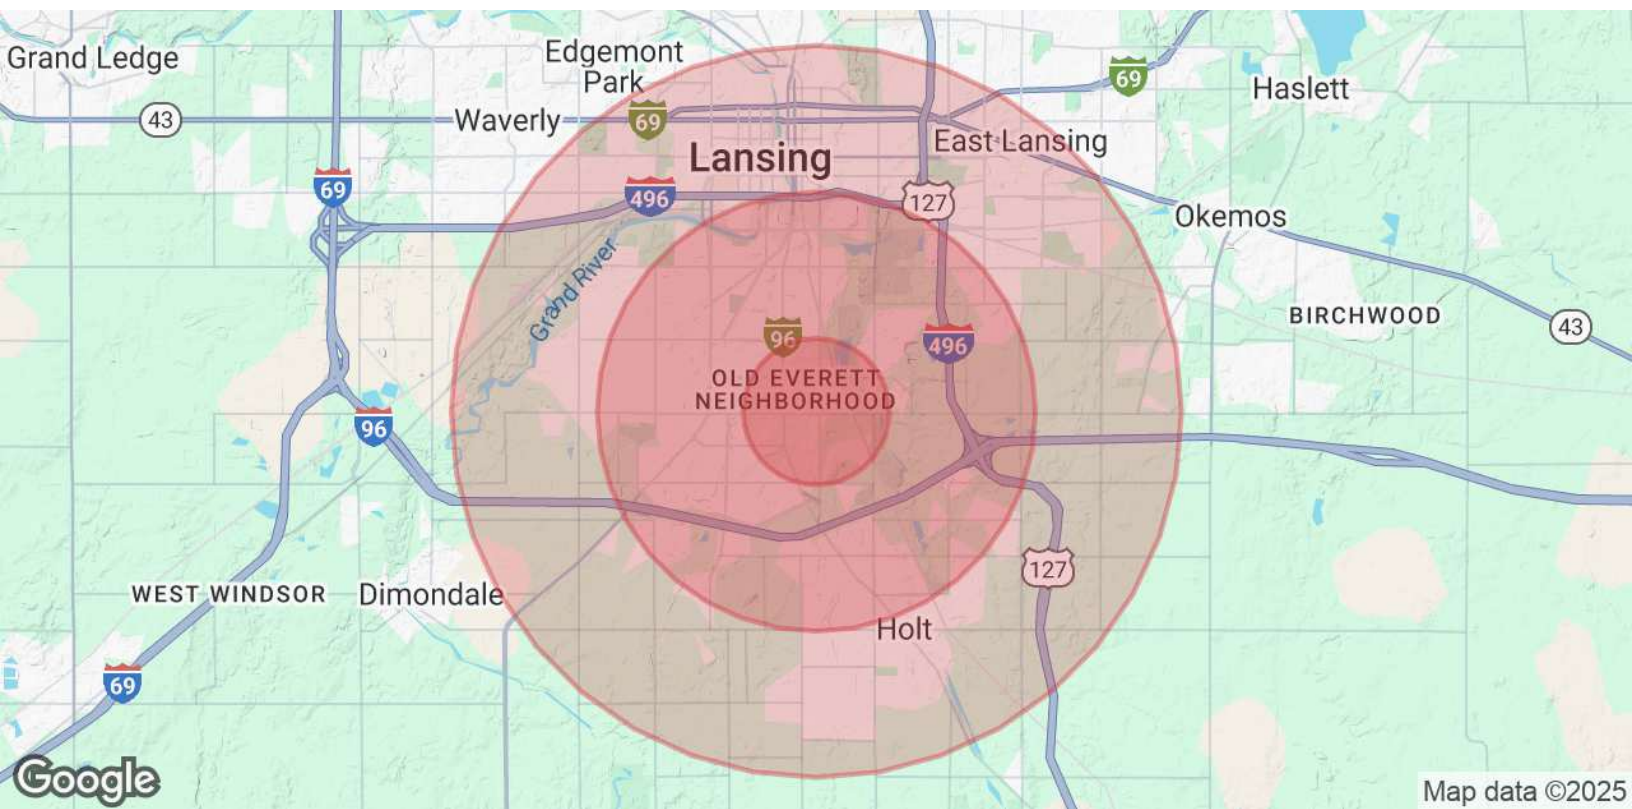 Grand Ledge
Edgemont
Park
69
Haslett
43
Waverly
69
East Lansing
Lansing
69
496
127
Okemos
Grand River
BIRCHWOOD
43
96
496
OLD EVERETT
NEIGHBORHOOD
96
127
WEST WINDSOR
Dimondale
Holt
69
Google
Map data ©2025